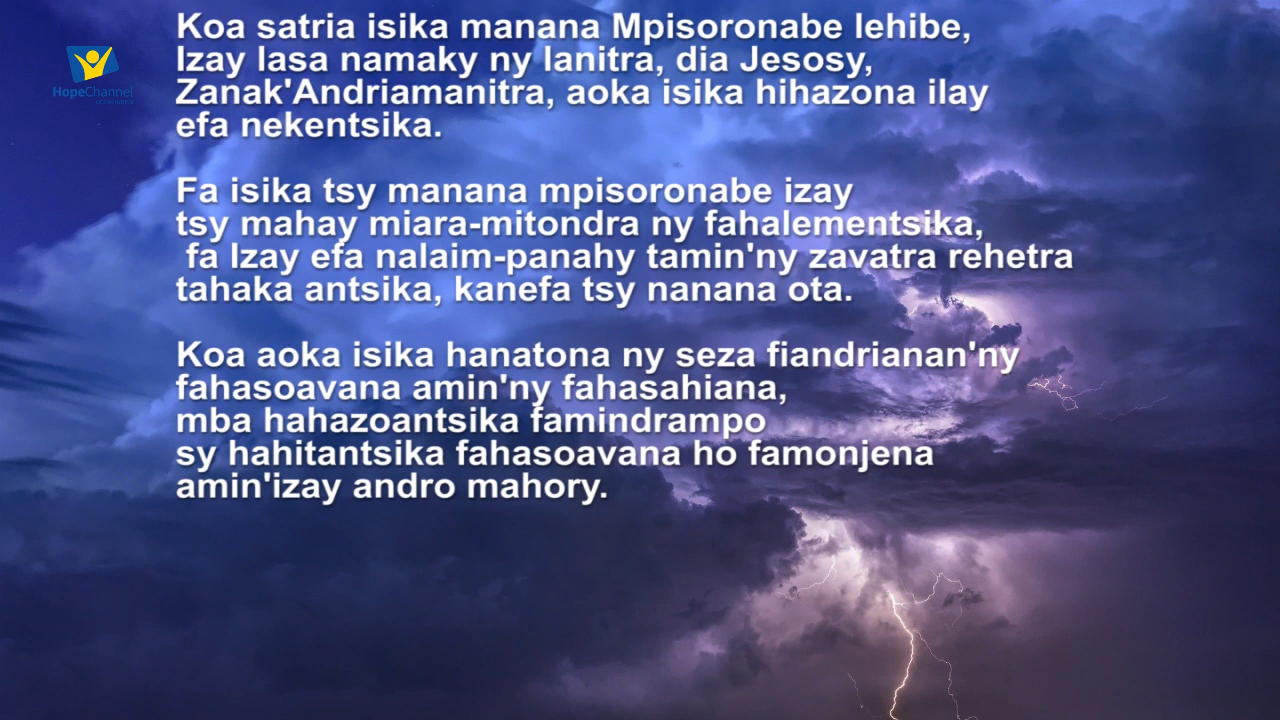 Koa satria isika manana Mpisoronabe lehibe,
Izay lasa namaky ny lanitra, dia Jesosy,
HopeChannel
Zanak'Andriamanitra, aoka isika hihazona ilay
efa nekentsika.
Fa isika tsy manana mpisoronabe izay
tsy mahay miara-mitondra ny fahalementsika,
fa Izay efa nalaim-panahy tamin'ny zavatra rehetra
tahaka antsika, kanefa tsy nanana ota.
Koa aoka isika hanatona ny seza fiandrianan'ny
fahasoavana amin'ny fahasahiana,
mba hahazoantsika famindrampo
sy hahitantsika fahasoavana ho famonjena
amin'izay andro mahory.